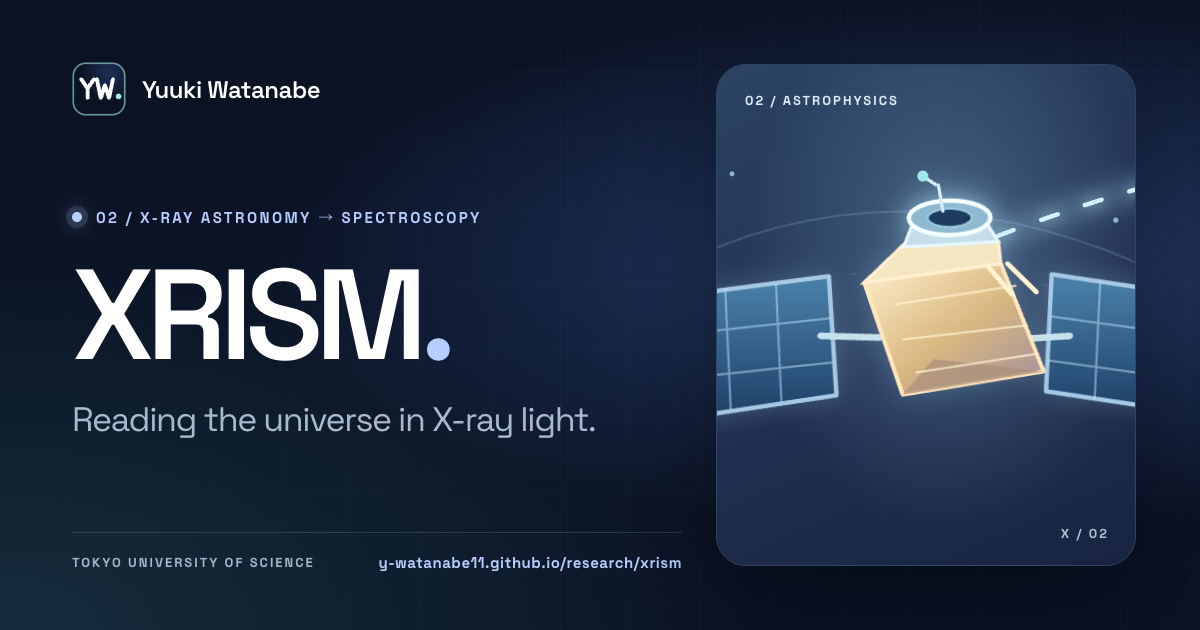 YW.
Yuuki Watanabe
02 / ASTROPHYSICS
02 / X-RAY ASTRONOMY → SPECTROSCOPY
XRISM.
Reading the universe in X-ray light.
X / 02
TOKYO UNIVERSITY OF SCIENCE
y-watanabe11.github.io/research/xrism